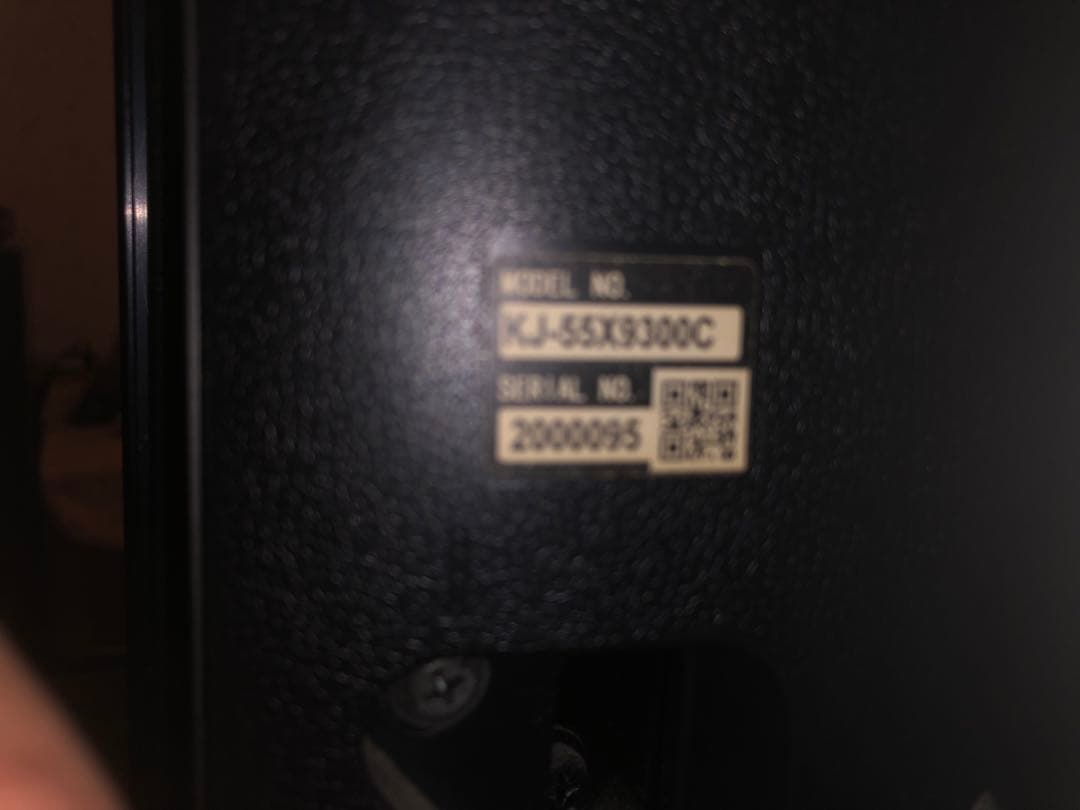 MODEL NO.
KJ-55X9300C
SERIAL NO.
2000095